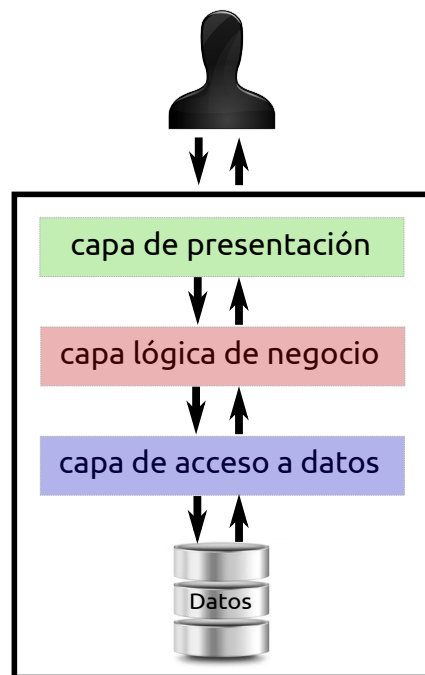 capa de presentación
capa lógica de negocio
capa de acceso a datos
Datos